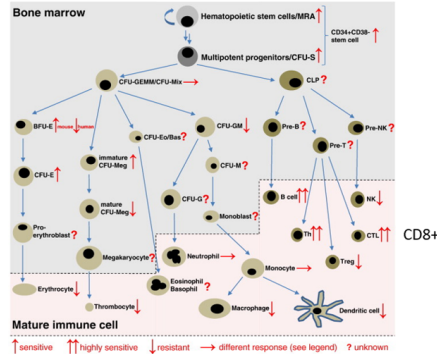 Bone marrow
Hematopoietic stem cells/MRA ↑
CD34+CD38- ↑
stem cell
Multipotent progenitors/CFU-S ↑
CFU-GEMM/CFU-Mix →
CLP ?
BFU-E ↑ mouse ↓ human
CFU-Eo/Bas ?
CFU-GM ↓
Pre-B ?
Pre-NK ?
Pre-T ?
immature ↑
CFU-Meg
CFU-E ↑
CFU-M ?
mature
CFU-Meg ↓
CFU-G ?
B cell ↑↑
NK ↓
Monoblast ?
Pro-
erythroblast ?
Th ↑↑
CTL ↑↑
CD8+
Megakaryocyte ?
Neutrophil →
Monocyte →
Treg ↓
Erythrocyte ↓
Eosinophil
Basophil ?
Thrombocyte ↓
Macrophage ↓
Dendritic cell ↓
Mature immune cell
↑ sensitive ↑↑ highly sensitive ↓ resistant → different response (see legend) ? unknown